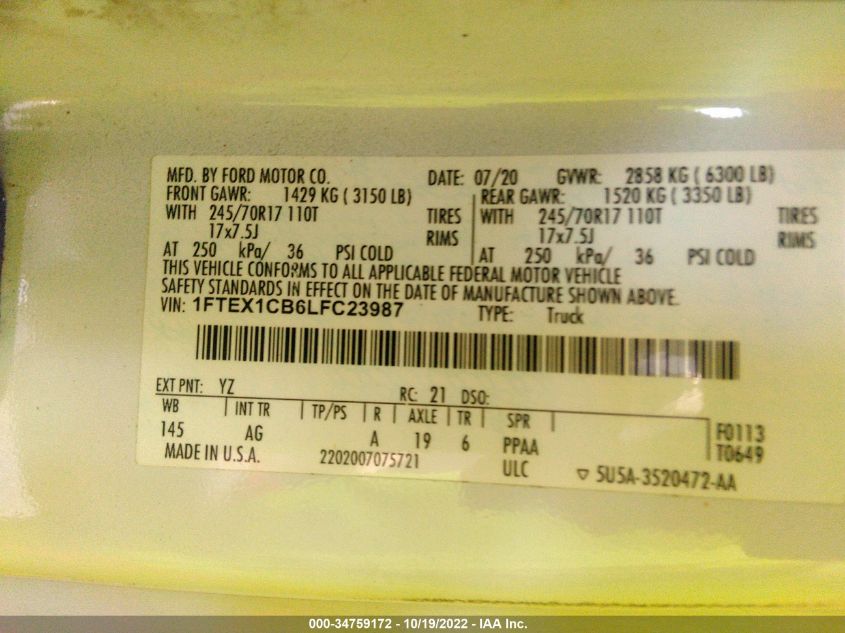 MFD. BY FORD MOTOR CO. DATE: 07/20 GVWR: 2858 KG ( 6300 LB)
FRONT GAWR: 1429 KG ( 3150 LB) REAR GAWR: 1520 KG ( 3350 LB)
WITH 245/70R17 110T TIRES WITH 245/70R17 110T TIRES
17x7.5J RIMS 17x7.5J RIMS
AT 250 kPa/ 36 PSI COLD AT 250 kPa/ 36 PSI COLD
THIS VEHICLE CONFORMS TO ALL APPLICABLE FEDERAL MOTOR VEHICLE
SAFETY STANDARDS IN EFFECT ON THE DATE OF MANUFACTURE SHOWN ABOVE.
VIN: 1FTEX1CB6LFC23987 TYPE: Truck
EXT PNT: YZ RC: 21 DSO:
WB INT TR TP/PS R AXLE TR SPR
145 AG A 19 6 PPAA F0113
MADE IN U.S.A. 2202007075721 ULC T0649
5U5A-3520472-AA
000-34759172 - 10/19/2022 - IAA Inc.